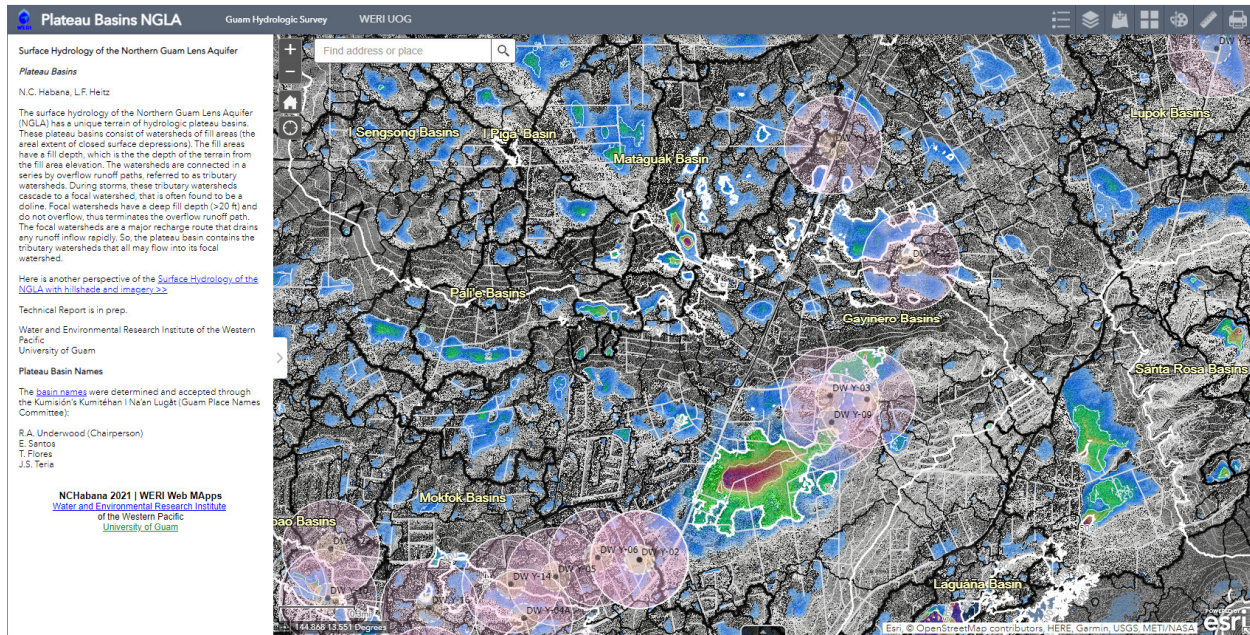 WERI
Plateau Basins NGLA
Guam Hydrologic Survey
WERI UOG
Surface Hydrology of the Northern Guam Lens Aquifer
Plateau Basins
N.C. Habana, L.F. Heitz
The surface hydrology of the Northern Guam Lens Aquifer
(NGLA) has a unique terrain of hydrologic plateau basins.
These plateau basins consist of watersheds of fill areas (the
areal extent of closed surface depressions). The fill areas
have a fill depth, which is the the depth of the terrain from
the fill area elevation. The watersheds are connected in a
series by overflow runoff paths, referred to as tributary
watersheds. During storms, these tributary watersheds
cascade to a focal watershed, that is often found to be a
doline. Focal watersheds have a deep fill depth (>20 ft) and
do not overflow, thus terminates the overflow runoff path.
The focal watersheds are a major recharge route that drains
any runoff inflow rapidly. So, the plateau basin contains the
tributary watersheds that all may flow into its focal
watershed.
Here is another perspective of the Surface Hydrology of the
NGLA with hillshade and imagery >>
Technical Report is in prep.
Water and Environmental Research Institute of the Western
Pacific
University of Guam
Plateau Basin Names
The basin names were determined and accepted through
the Kumisión's Kumitéhan I Na'an Lugåt (Guam Place Names
Committee):
R.A. Underwood (Chairperson)
E. Santos
T. Flores
J.S. Teria
NCHabana 2021 | WERI Web MApps
Water and Environmental Research Institute
of the Western Pacific
University of Guam
Find address or place
I Sengsong Basins
I Piga' Basin
Matåguak Basin
Lupok Basins
Påli'e Basins
Gayinero Basins
Santa Rosa Basins
DW Y-03
DW Y-09
Mokfok Basins
bao Basins
DW Y-06
DW Y-02
DW Y-14
DW Y-05
DW Y-04A
Laguåna Basin
144.868 13.551 Degrees
Esri, © OpenStreetMap contributors, HERE, Garmin, USGS, METI/NASA
POWERED BY
esri